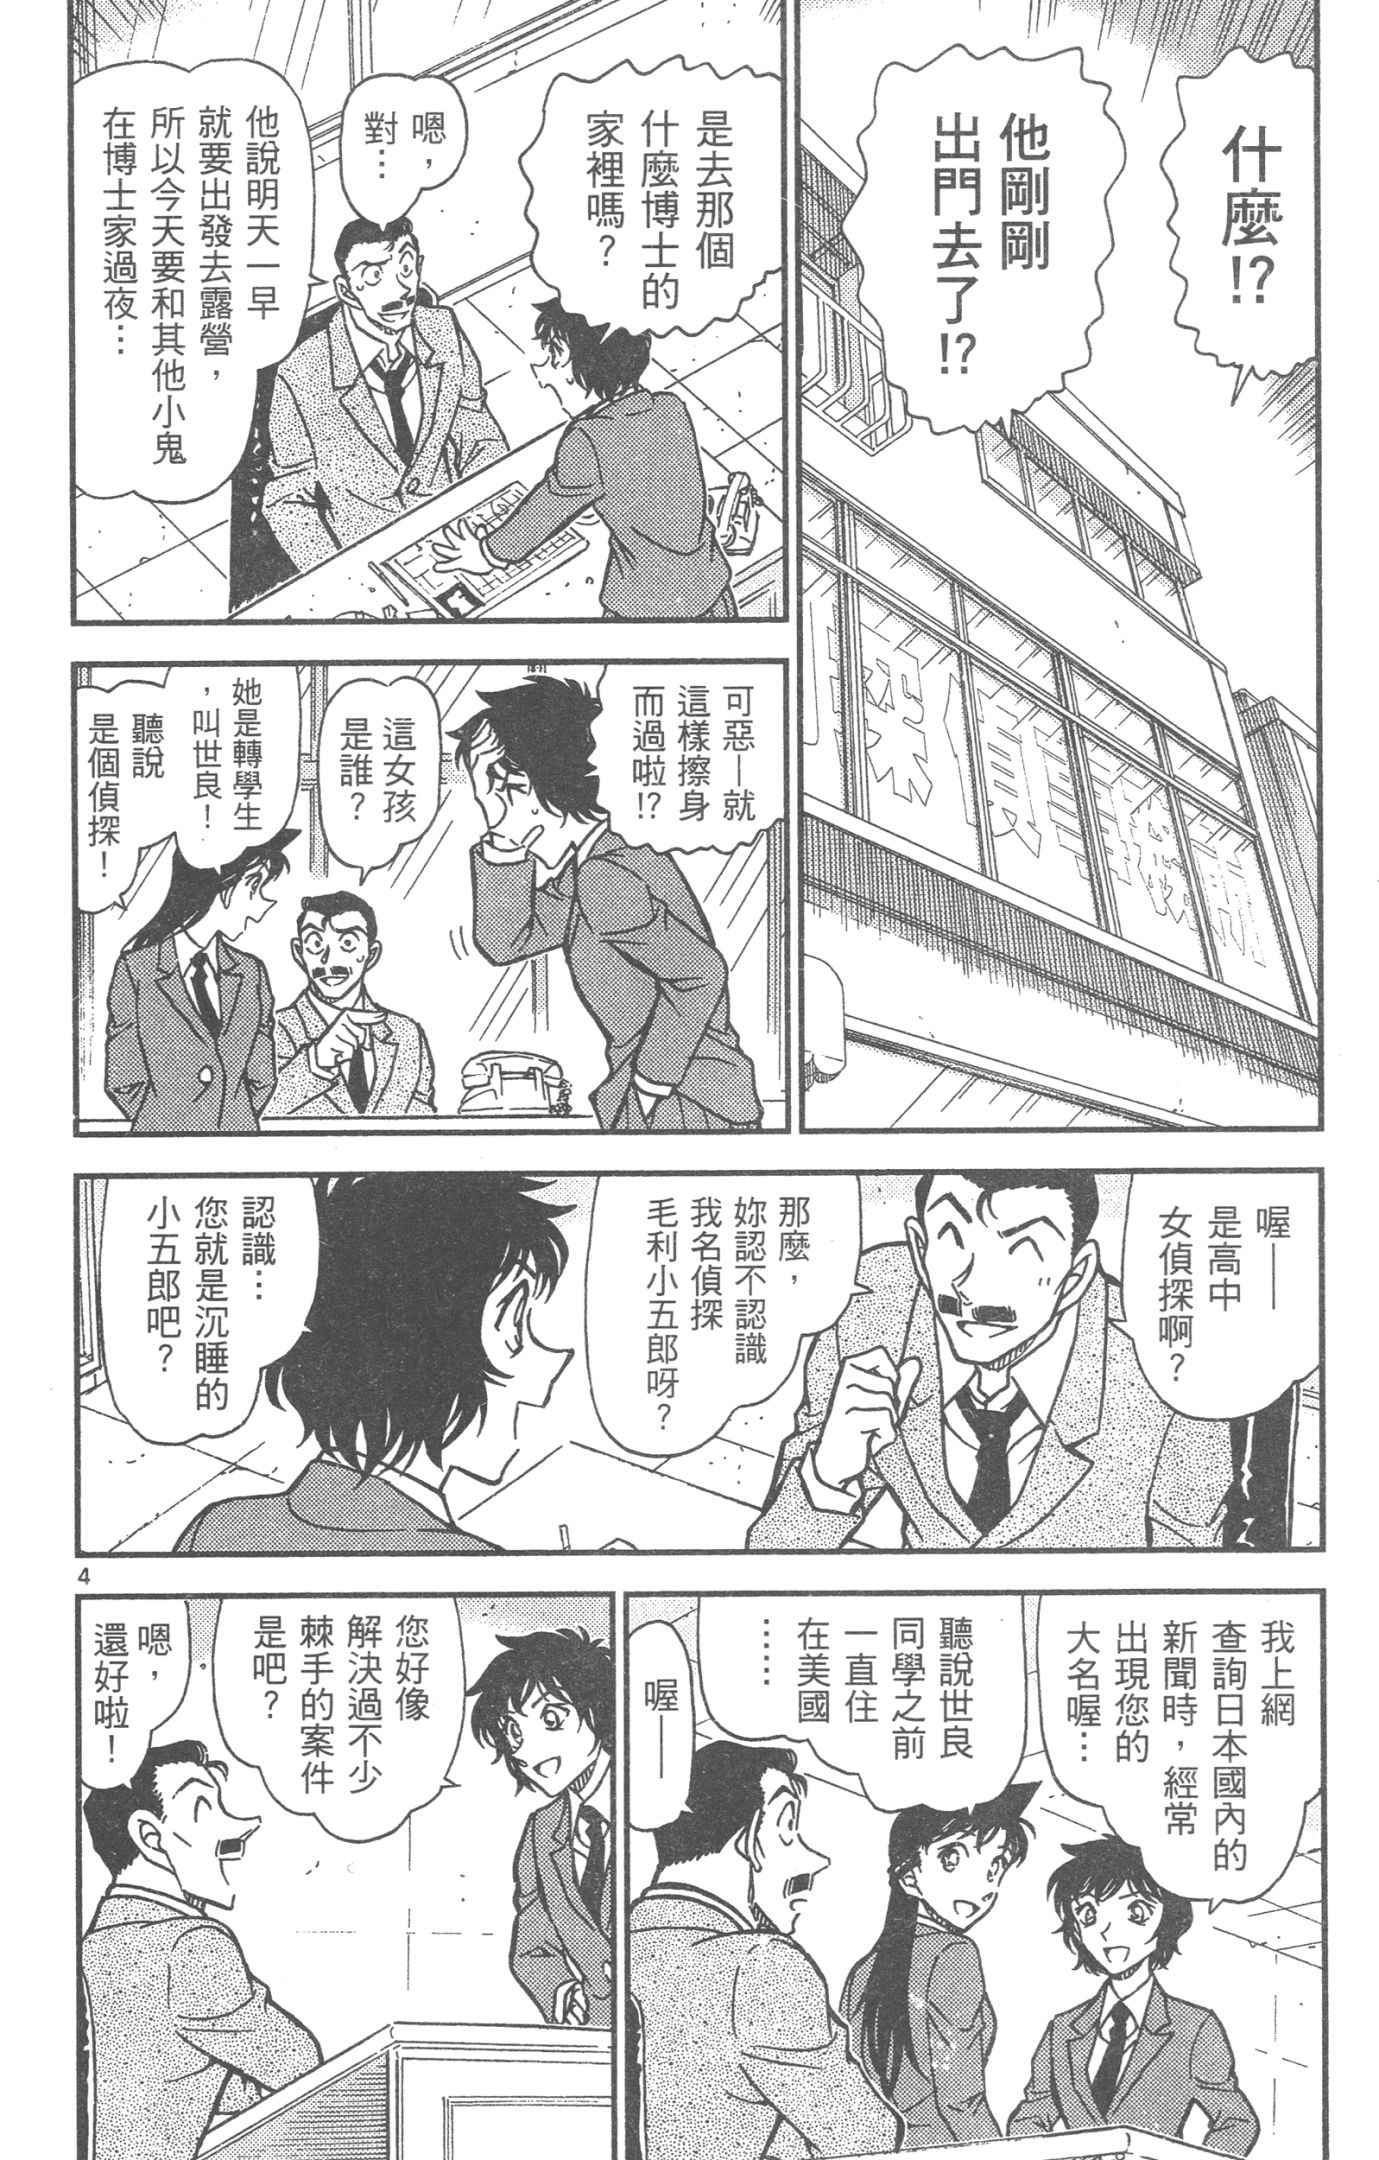 什麼!?
他剛剛
出門去了!?
偵探事務所
是去那個
什麼博士的
家裡嗎？
嗯，
對…
他說明天一早
就要出發去露營，
所以今天要和其他小鬼
在博士家過夜…
可惡—就
這樣擦身
而過啦!?
這女孩
是誰？
她是轉學生
，叫世良！
聽說
是個偵探！
喔——
是高中
女偵探啊？
那麼，
妳認不認識
我名偵探
毛利小五郎呀？
認識…
您就是沉睡的
小五郎吧？
4
我上網
查詢日本國內的
新聞時，經常
出現您的
大名喔…
聽說世良
同學之前
一直住
在美國
……
喔——
您好像
解決過不少
棘手的案件
是吧？
嗯，
還好啦！